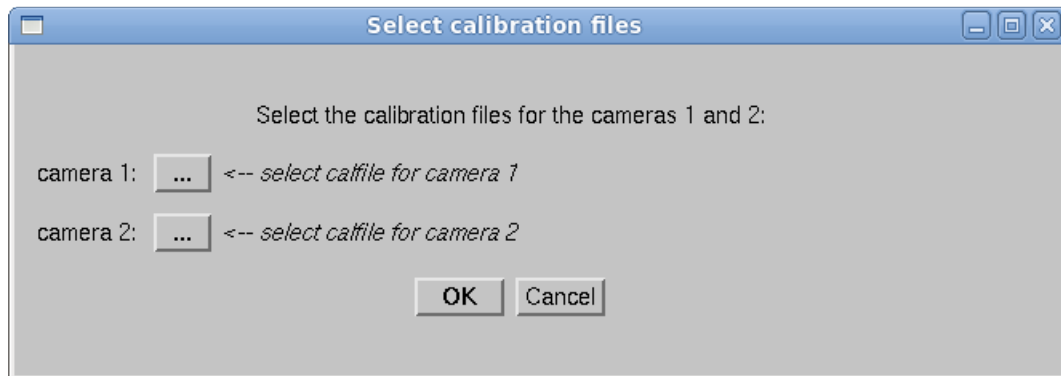 Select calibration files
Select the calibration files for the cameras 1 and 2:
camera 1: ... <-- select calfile for camera 1
camera 2: ... <-- select calfile for camera 2
OK Cancel